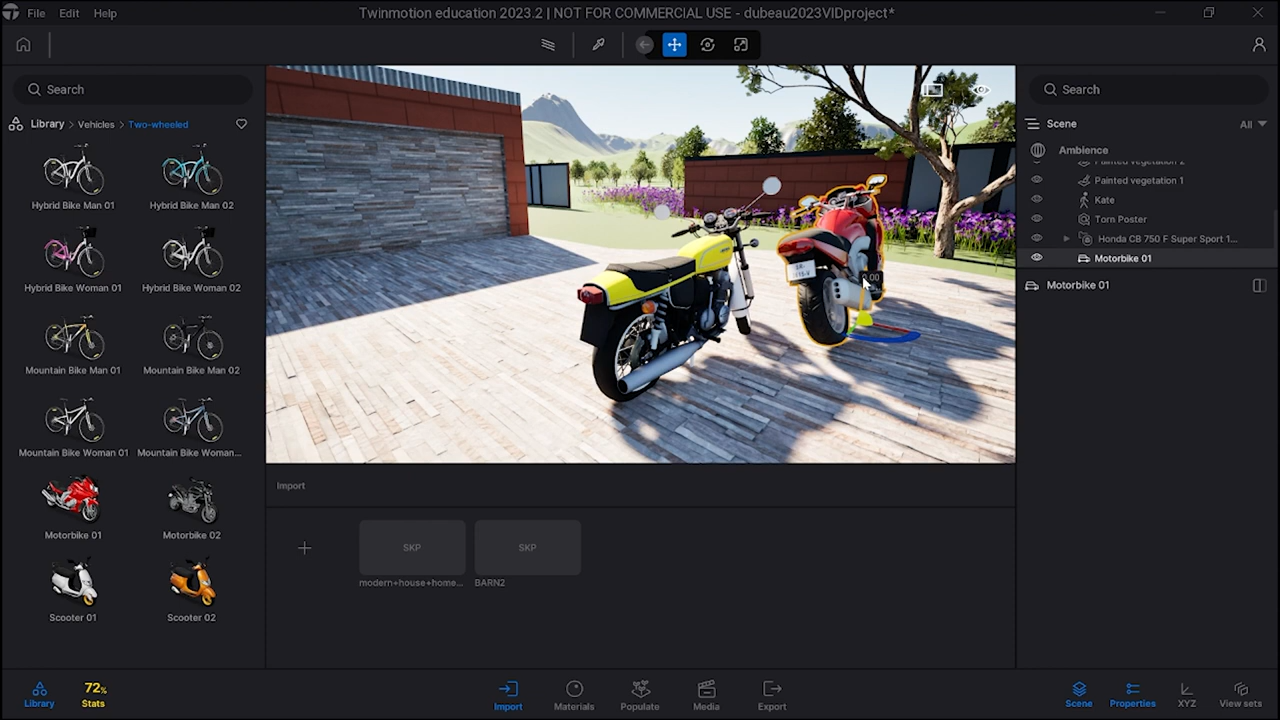 File Edit Help
Twinmotion education 2023.2 | NOT FOR COMMERCIAL USE - dubeau2023VIDproject*
Search
Library > Vehicles > Two-wheeled
Hybrid Bike Man 01
Hybrid Bike Man 02
Hybrid Bike Woman 01
Hybrid Bike Woman 02
Mountain Bike Man 01
Mountain Bike Man 02
Mountain Bike Woman 01
Mountain Bike Woman...
Motorbike 01
Motorbike 02
Scooter 01
Scooter 02
Import
SKP
SKP
modern+house+home...
BARN2
Search
Scene
All
Ambience
Painted vegetation 2
Painted vegetation 1
Kate
Torn Poster
Honda CB 750 F Super Sport 1...
Motorbike 01
Motorbike 01
Library
72%
Stats
Import
Materials
Populate
Media
Export
Scene
Properties
XYZ
View sets